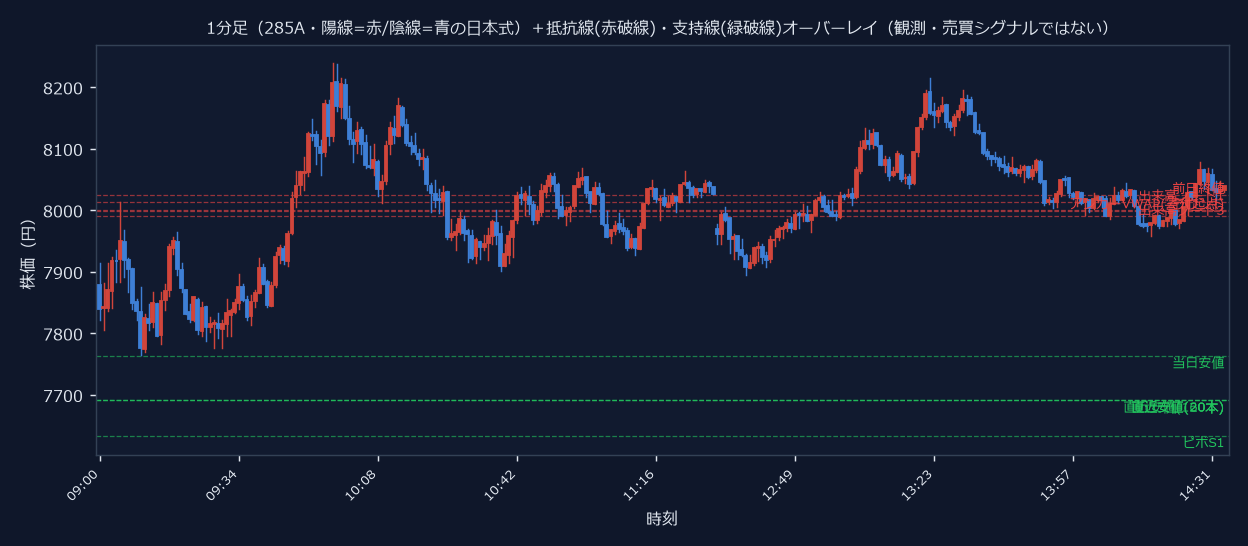 1分足（285A・陽線=赤/陰線=青の日本式）＋抵抗線(赤破線)・支持線(緑破線)オーバーレイ（観測・売買シグナルではない）
株価（円）
8200
8100
8000
7900
7800
7700
前日終値
当日安値
ピボS1
09:00
09:34
10:08
10:42
11:16
12:49
13:23
13:57
14:31
時刻